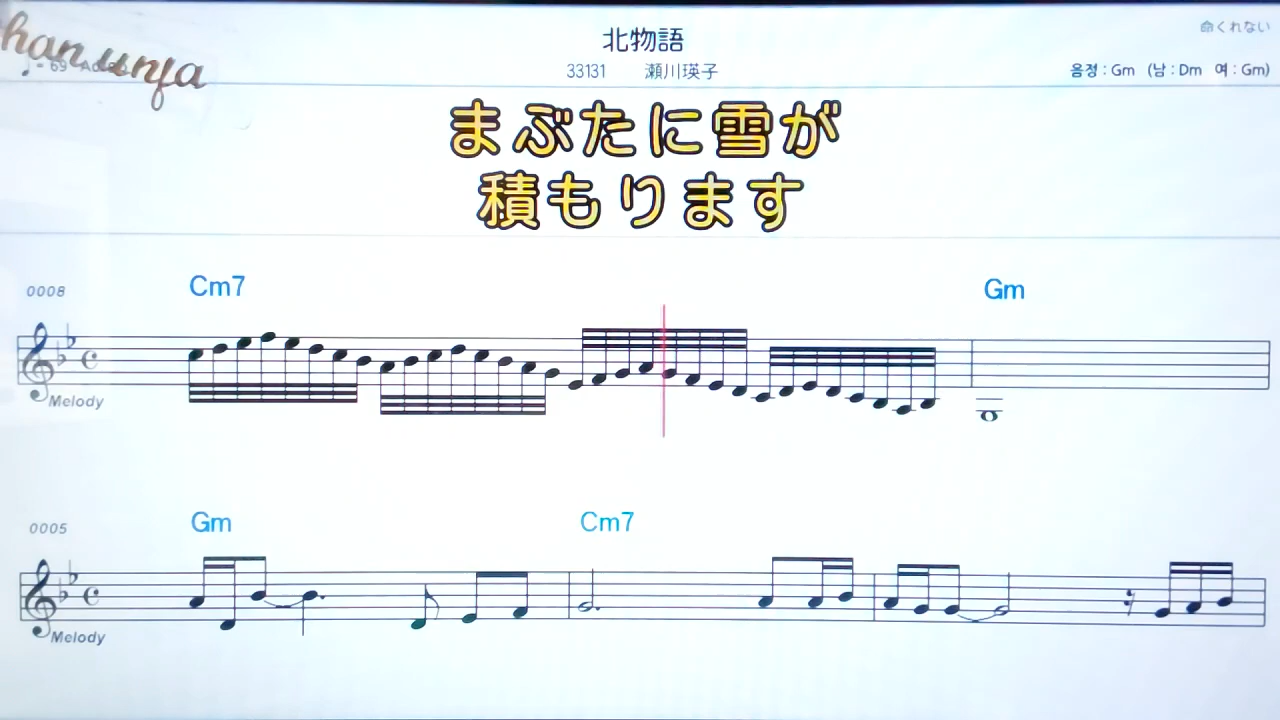 北物語
命くれない
33131 瀬川瑛子
음정 : Gm (남 : Dm 여 : Gm)
まぶたに雪が
積もります
0008
Cm7
Gm
Melody
0005
Gm
Cm7
Melody